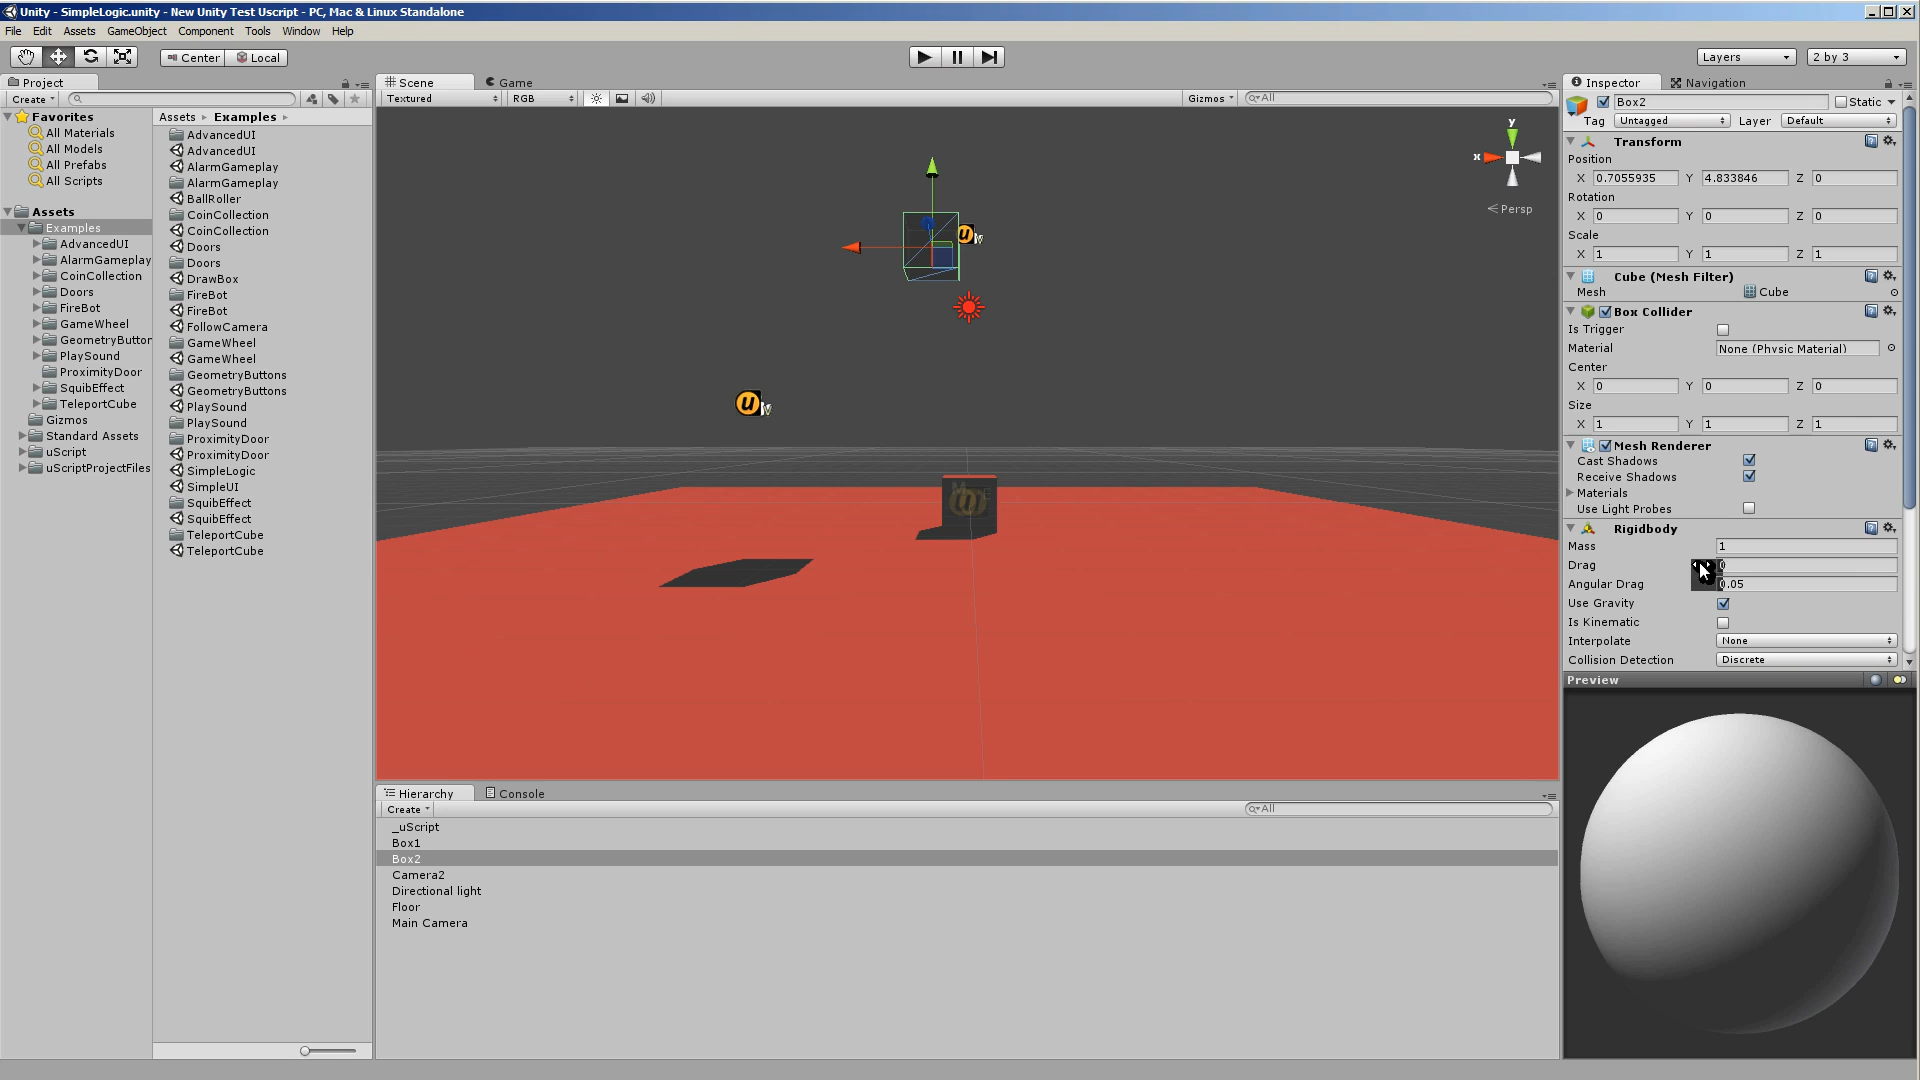 Unity - SimpleLogic.unity - New Unity Test Uscript - PC, Mac & Linux Standalone
File Edit Assets GameObject Component Tools Window Help
Center Local
Layers 2 by 3
Project
Create
Favorites
All Materials
All Models
All Prefabs
All Scripts
Assets
Examples
AdvancedUI
AlarmGameplay
CoinCollection
Doors
FireBot
GameWheel
GeometryButtor
PlaySound
ProximityDoor
SquibEffect
TeleportCube
Gizmos
Standard Assets
uScript
uScriptProjectFiles
Assets Examples
AdvancedUI
AdvancedUI
AlarmGameplay
AlarmGameplay
BallRoller
CoinCollection
CoinCollection
Doors
Doors
DrawBox
FireBot
FireBot
FollowCamera
GameWheel
GameWheel
GeometryButtons
GeometryButtons
PlaySound
PlaySound
ProximityDoor
ProximityDoor
SimpleLogic
SimpleUI
SquibEffect
SquibEffect
TeleportCube
TeleportCube
Scene Game
Textured RGB Gizmos All
y
x
Persp
u
u
Hierarchy Console
Create All
_uScript
Box1
Box2
Camera2
Directional light
Floor
Main Camera
Inspector Navigation
Box2 Static
Tag Untagged Layer Default
Transform
Position
X 0.7055935 Y 4.833846 Z 0
Rotation
X 0 Y 0 Z 0
Scale
X 1 Y 1 Z 1
Cube (Mesh Filter)
Mesh Cube
Box Collider
Is Trigger
Material None (Physic Material)
Center
X 0 Y 0 Z 0
Size
X 1 Y 1 Z 1
Mesh Renderer
Cast Shadows
Receive Shadows
Materials
Use Light Probes
Rigidbody
Mass 1
Drag 0
Angular Drag 0.05
Use Gravity
Is Kinematic
Interpolate None
Collision Detection Discrete
Preview